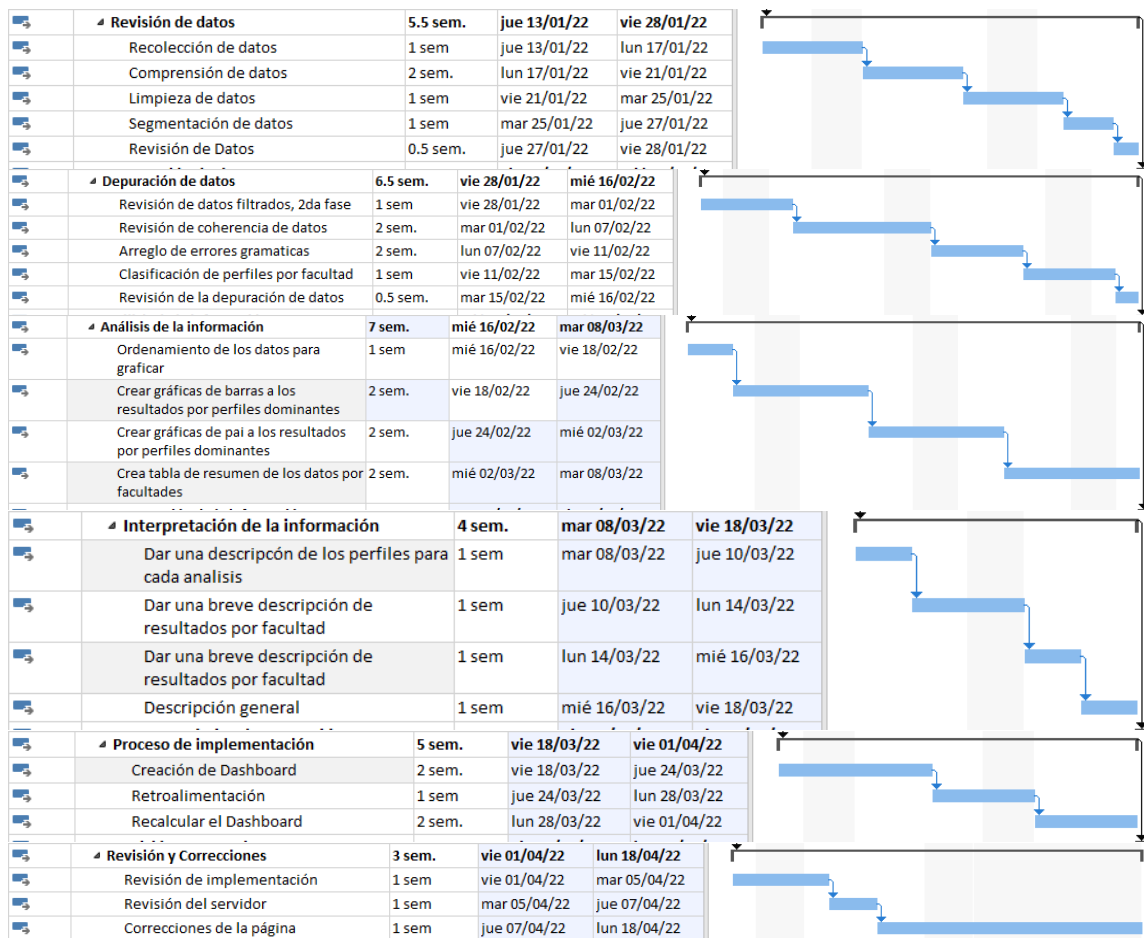 Revisión de datos 5.5 sem. jue 13/01/22 vie 28/01/22
Recolección de datos 1 sem jue 13/01/22 lun 17/01/22
Comprensión de datos 2 sem. lun 17/01/22 vie 21/01/22
Limpieza de datos 1 sem vie 21/01/22 mar 25/01/22
Segmentación de datos 1 sem mar 25/01/22 jue 27/01/22
Revisión de Datos 0.5 sem. jue 27/01/22 vie 28/01/22
Depuración de datos 6.5 sem. vie 28/01/22 mié 16/02/22
Revisión de datos filtrados, 2da fase 1 sem vie 28/01/22 mar 01/02/22
Revisión de coherencia de datos 2 sem. mar 01/02/22 lun 07/02/22
Arreglo de errores gramaticas 2 sem. lun 07/02/22 vie 11/02/22
Clasificación de perfiles por facultad 1 sem vie 11/02/22 mar 15/02/22
Revisión de la depuración de datos 0.5 sem. mar 15/02/22 mié 16/02/22
Análisis de la información 7 sem. mié 16/02/22 mar 08/03/22
Ordenamiento de los datos para 1 sem mié 16/02/22 vie 18/02/22
graficar
Crear gráficas de barras a los 2 sem. vie 18/02/22 jue 24/02/22
resultados por perfiles dominantes
Crear gráficas de pai a los resultados 2 sem. jue 24/02/22 mié 02/03/22
por perfiles dominantes
Crea tabla de resumen de los datos por 2 sem. mié 02/03/22 mar 08/03/22
facultades
Interpretación de la información 4 sem. mar 08/03/22 vie 18/03/22
Dar una descripcón de los perfiles para 1 sem mar 08/03/22 jue 10/03/22
cada analisis
Dar una breve descripción de 1 sem jue 10/03/22 lun 14/03/22
resultados por facultad
Dar una breve descripción de 1 sem lun 14/03/22 mié 16/03/22
resultados por facultad
Descripción general 1 sem mié 16/03/22 vie 18/03/22
Proceso de implementación 5 sem. vie 18/03/22 vie 01/04/22
Creación de Dashboard 2 sem. vie 18/03/22 jue 24/03/22
Retroalimentación 1 sem jue 24/03/22 lun 28/03/22
Recalcular el Dashboard 2 sem. lun 28/03/22 vie 01/04/22
Revisión y Correcciones 3 sem. vie 01/04/22 lun 18/04/22
Revisión de implementación 1 sem vie 01/04/22 mar 05/04/22
Revisión del servidor 1 sem mar 05/04/22 jue 07/04/22
Correcciones de la página 1 sem jue 07/04/22 lun 18/04/22